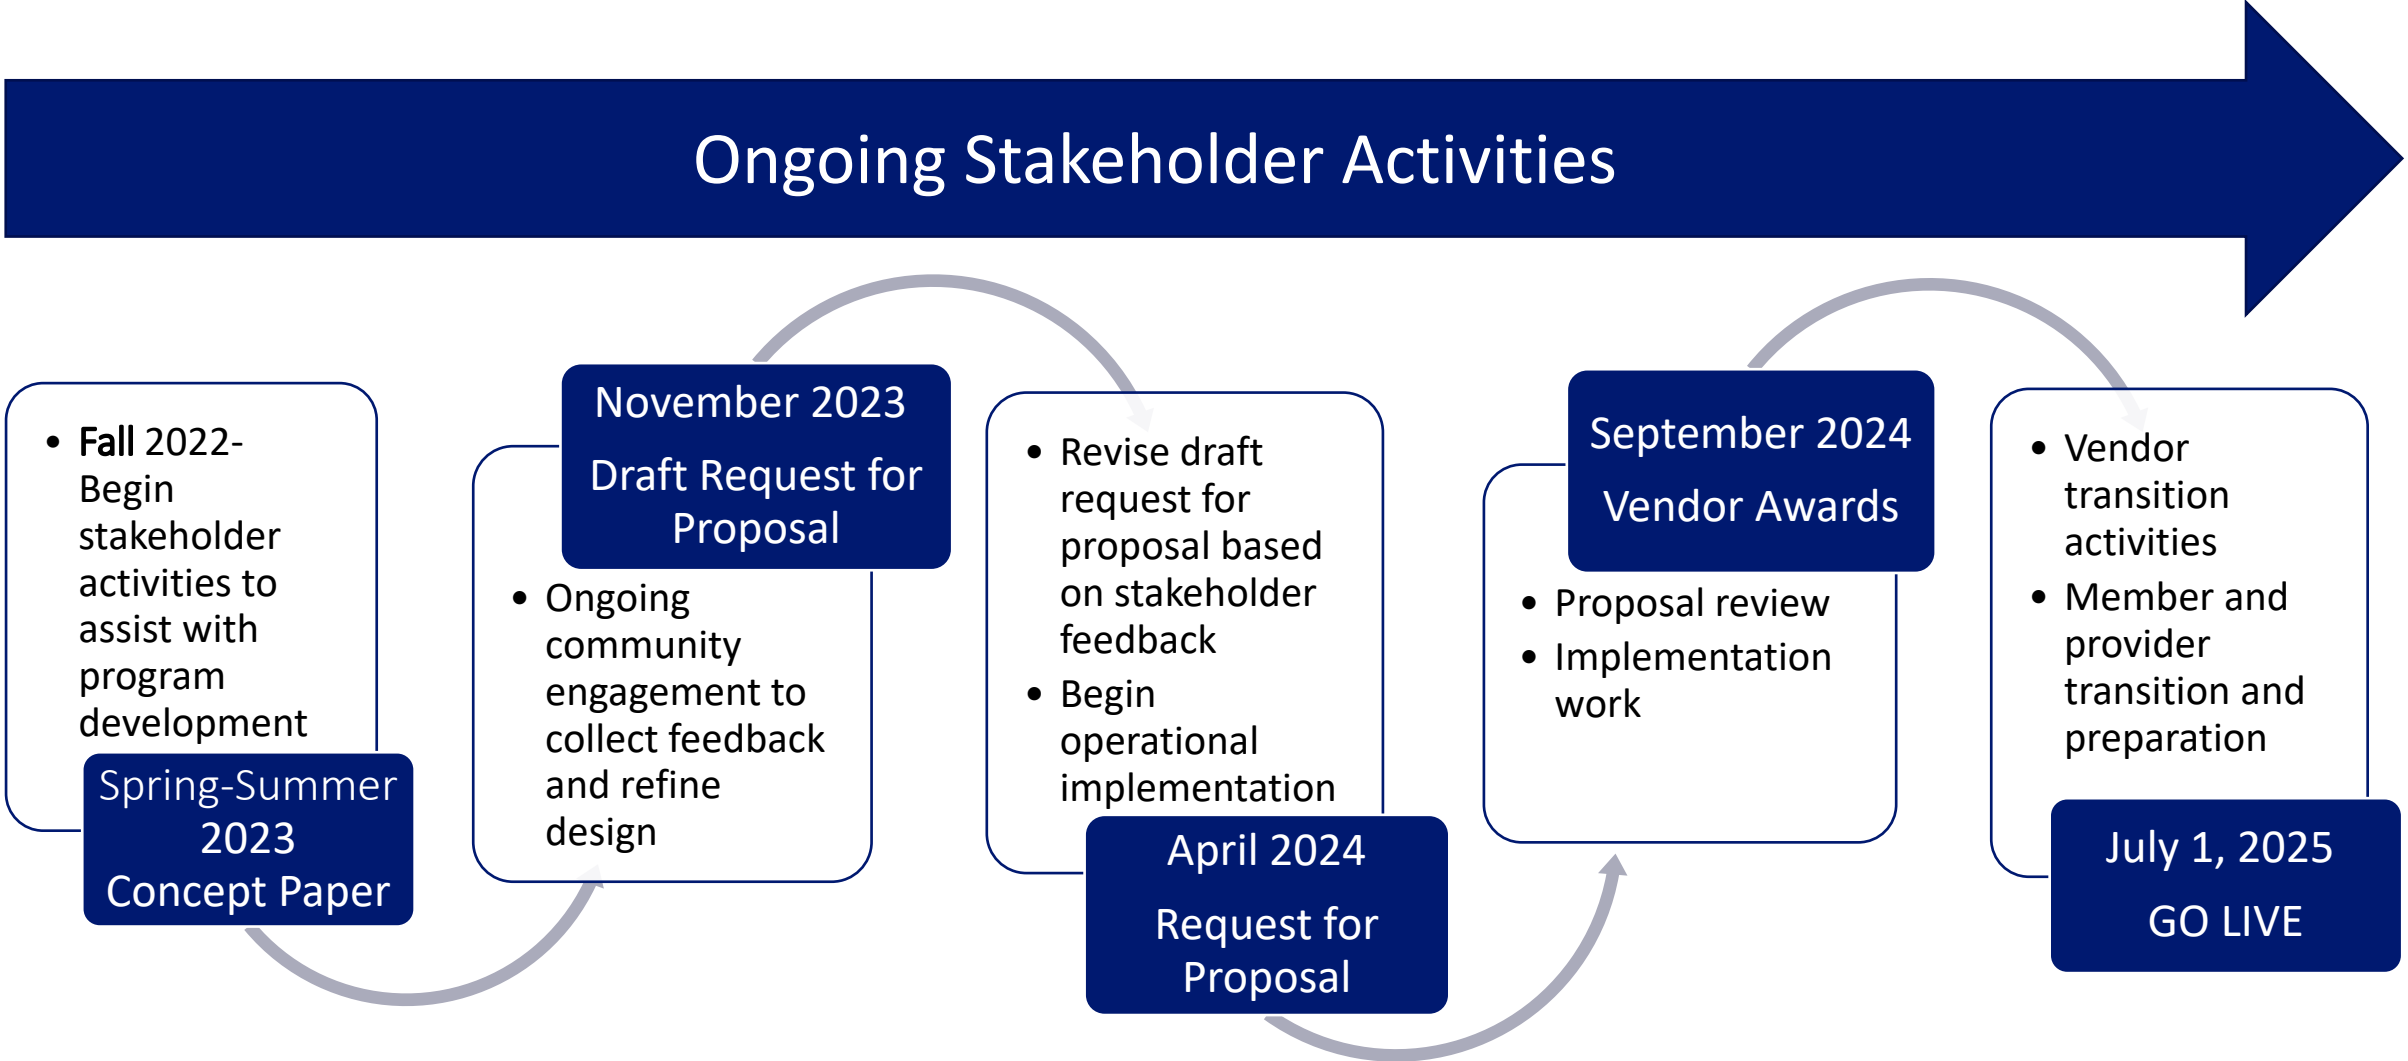 Ongoing Stakeholder Activities
• Fall 2022-
Begin
stakeholder
activities to
assist with
program
development
Spring-Summer
2023
Concept Paper
November 2023
Draft Request for
Proposal
• Ongoing
community
engagement to
collect feedback
and refine
design
• Revise draft
request for
proposal based
on stakeholder
feedback
• Begin
operational
implementation
April 2024
Request for
Proposal
September 2024
Vendor Awards
• Proposal review
• Implementation
work
• Vendor
transition
activities
• Member and
provider
transition and
preparation
July 1, 2025
GO LIVE